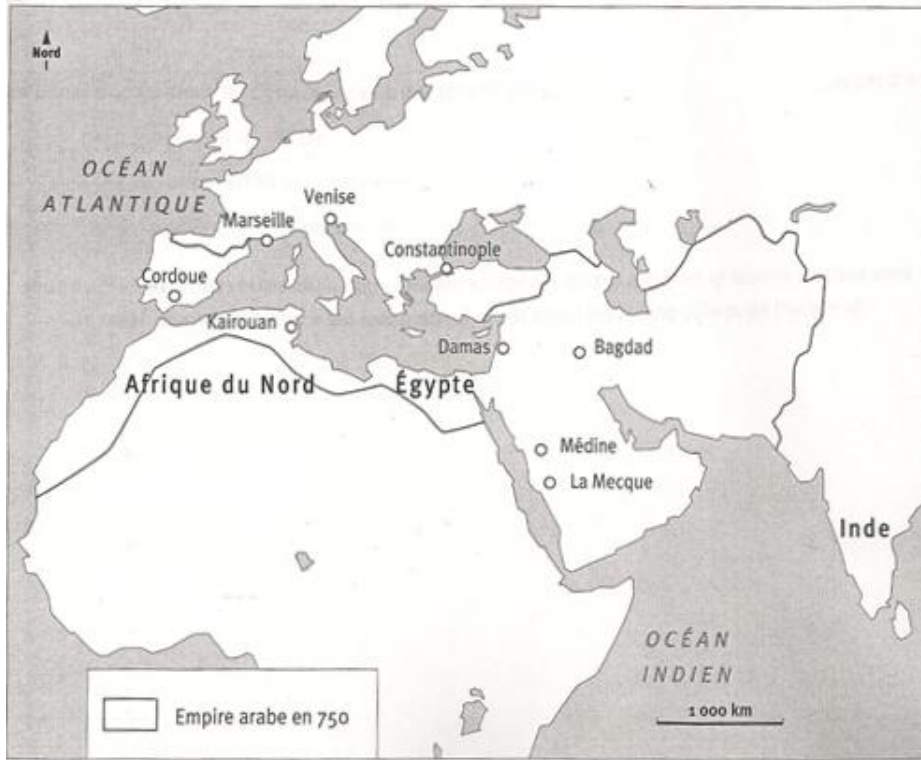 Nord
OCÉAN
ATLANTIQUE
Venise
Marseille
Constantinople
Cordoue
Kairouan
Damas
Bagdad
Afrique du Nord
Égypte
Médine
La Mecque
Inde
OCÉAN
INDIEN
1 000 km
Empire arabe en 750